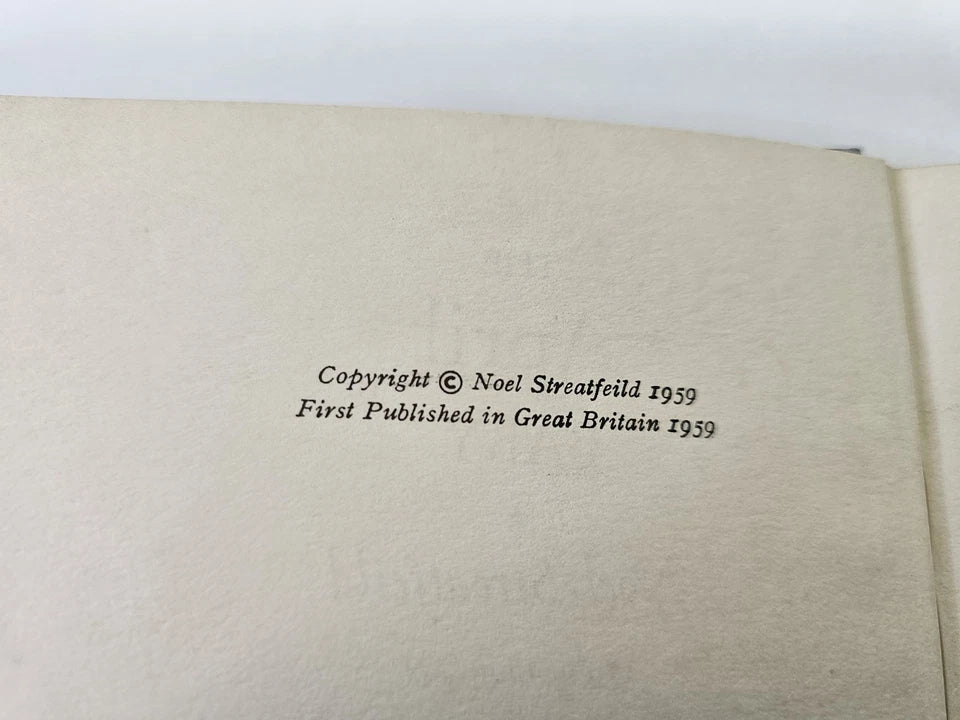 Copyright © Noel Streatfeild 1959
First Published in Great Britain 1959